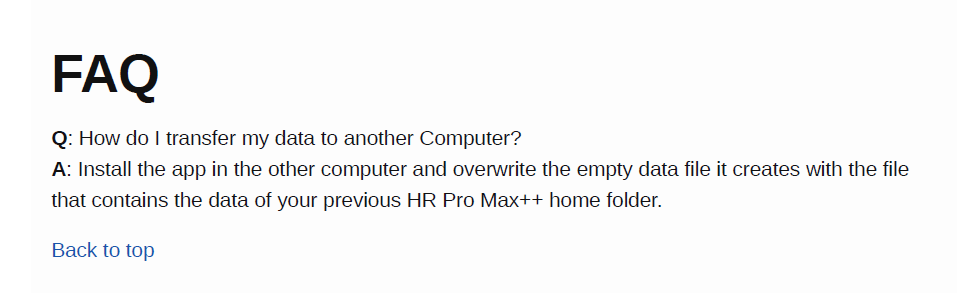 FAQ
Q: How do I transfer my data to another Computer?
A: Install the app in the other computer and overwrite the empty data file it creates with the file
that contains the data of your previous HR Pro Max++ home folder.
Back to top